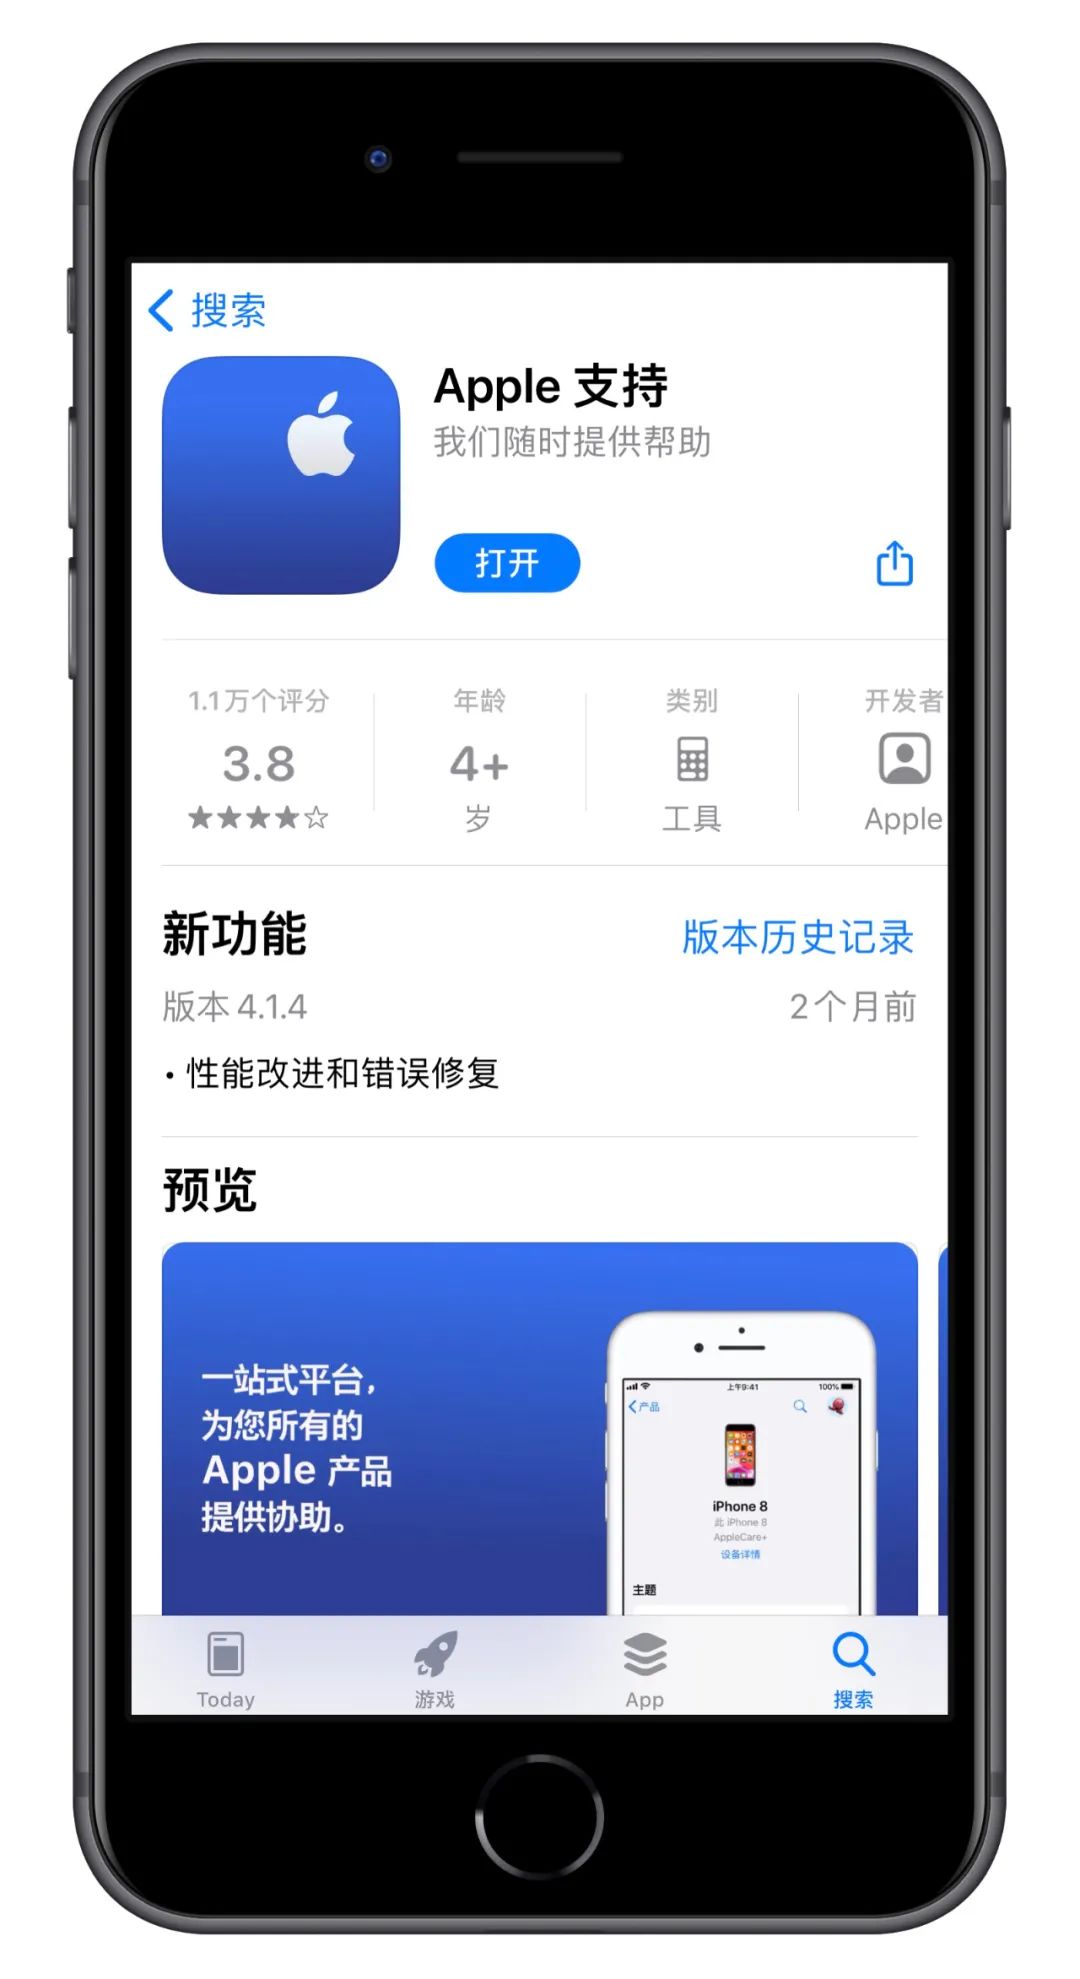 搜索
Apple 支持
我们随时提供帮助
打开
1.1万个评分
3.8
年龄
4+
岁
类别
工具
开发者
Apple
新功能
版本历史记录
版本 4.1.4
2个月前
• 性能改进和错误修复
预览
一站式平台，
为您所有的
Apple 产品
提供协助。
上午9:41
100%
产品
iPhone 8
此 iPhone 8
AppleCare+
设备详情
主题
Today
游戏
App
搜索